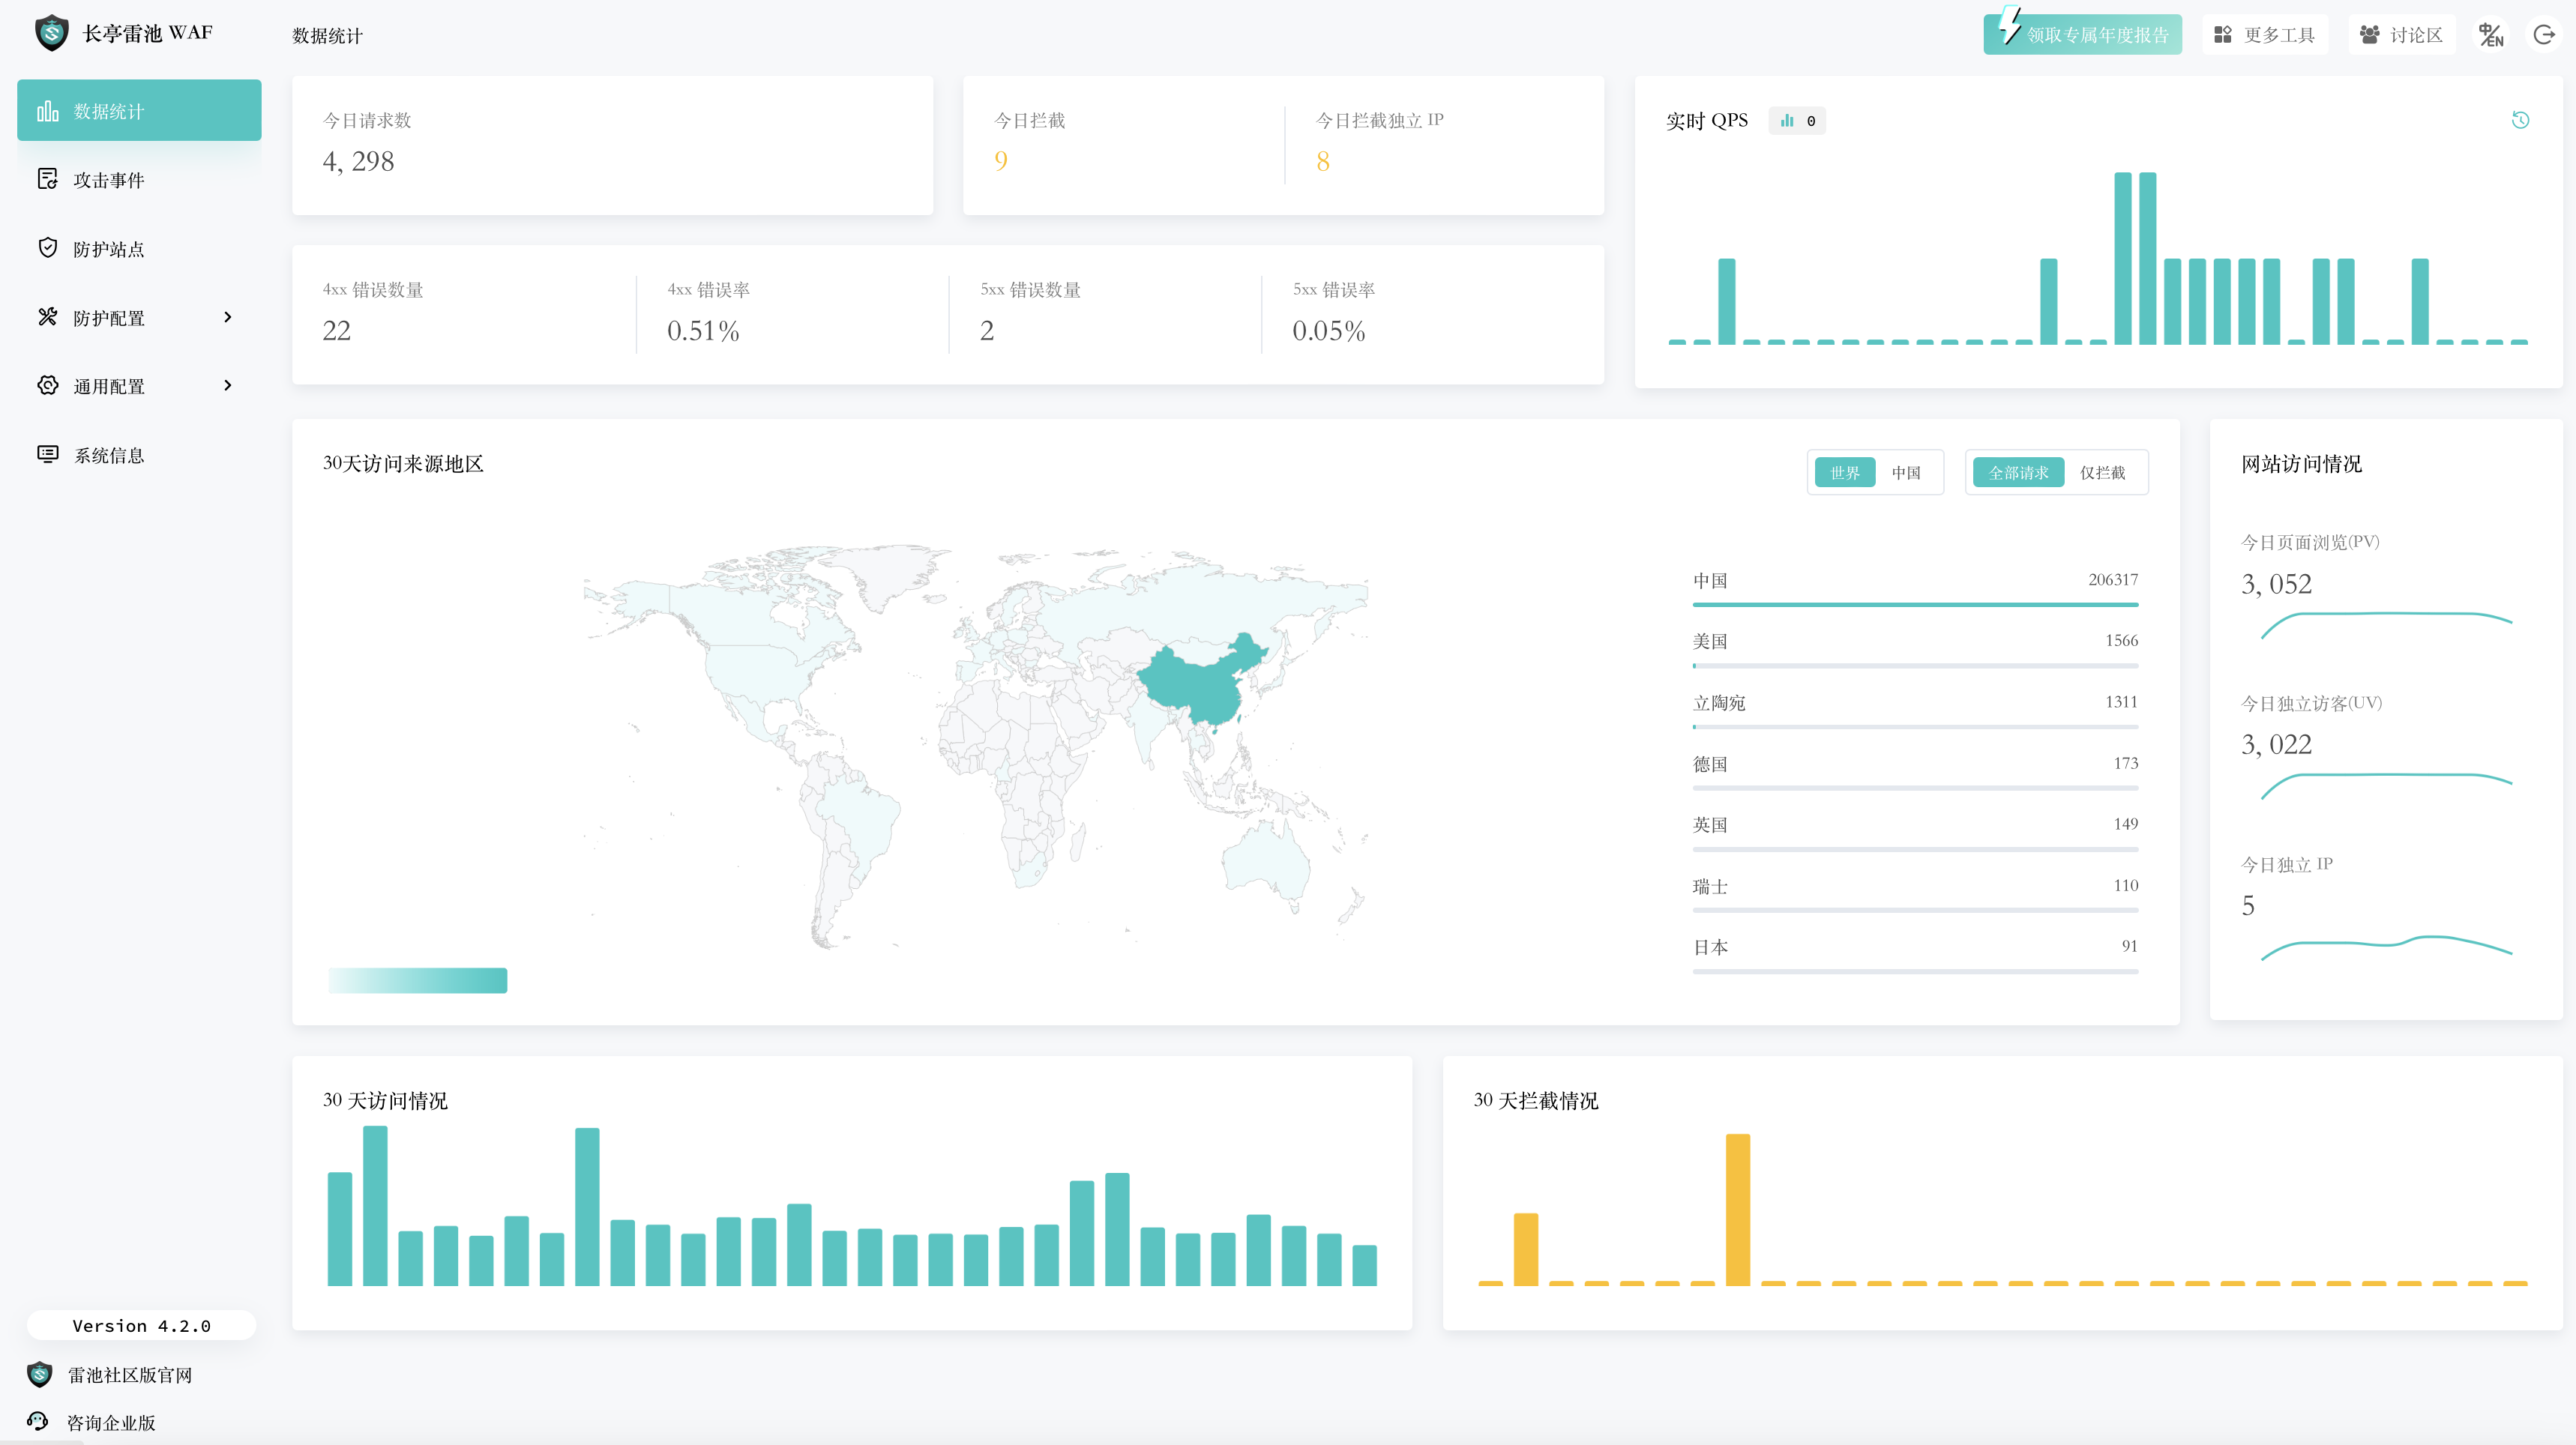 长亭雷池 WAF
数据统计
领取专属年度报告
更多工具
讨论区
中/EN
数据统计
攻击事件
防护站点
防护配置
通用配置
系统信息
今日请求数
4, 298
今日拦截
9
今日拦截独立 IP
8
实时 QPS
0
4xx 错误数量
22
4xx 错误率
0.51%
5xx 错误数量
2
5xx 错误率
0.05%
30天访问来源地区
世界 中国
全部请求 仅拦截
中国 206317
美国 1566
立陶宛 1311
德国 173
英国 149
瑞士 110
日本 91
网站访问情况
今日页面浏览(PV)
3, 052
今日独立访客(UV)
3, 022
今日独立 IP
5
30 天访问情况
30 天拦截情况
Version 4.2.0
雷池社区版官网
咨询企业版